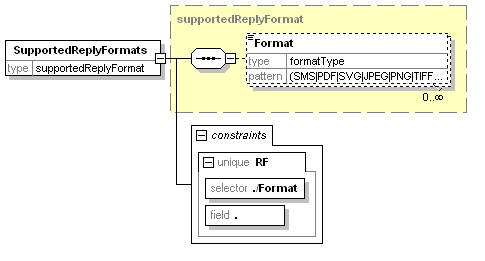 supportedReplyFormat
SupportedReplyFormats
type supportedReplyFormat
Format
type formatType
pattern (SMS|PDF|SVG|JPEG|PNG|TIFF...
0..∞
constraints
unique RF
selector ./Format
field .